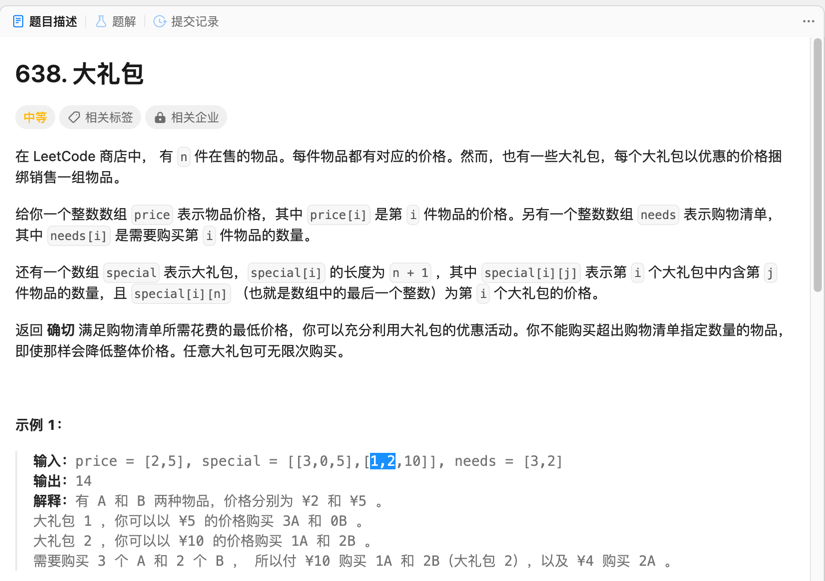 题目描述 题解 提交记录 ···
638. 大礼包
中等 相关标签 相关企业
在 LeetCode 商店中， 有 n 件在售的物品。每件物品都有对应的价格。然而，也有一些大礼包，每个大礼包以优惠的价格捆
绑销售一组物品。
给你一个整数数组 price 表示物品价格，其中 price[i] 是第 i 件物品的价格。另有一个整数数组 needs 表示购物清单，
其中 needs[i] 是需要购买第 i 件物品的数量。
还有一个数组 special 表示大礼包，special[i] 的长度为 n + 1 ，其中 special[i][j] 表示第 i 个大礼包中内含第 j
件物品的数量，且 special[i][n] （也就是数组中的最后一个整数）为第 i 个大礼包的价格。
返回 确切 满足购物清单所需花费的最低价格，你可以充分利用大礼包的优惠活动。你不能购买超出购物清单指定数量的物品，
即使那样会降低整体价格。任意大礼包可无限次购买。
示例 1：
输入：price = [2,5], special = [[3,0,5],[1,2,10]], needs = [3,2]
输出：14
解释：有 A 和 B 两种物品，价格分别为 ¥2 和 ¥5 。
大礼包 1 ，你可以以 ¥5 的价格购买 3A 和 0B 。
大礼包 2 ，你可以以 ¥10 的价格购买 1A 和 2B 。
需要购买 3 个 A 和 2 个 B ， 所以付 ¥10 购买 1A 和 2B（大礼包 2），以及 ¥4 购买 2A 。